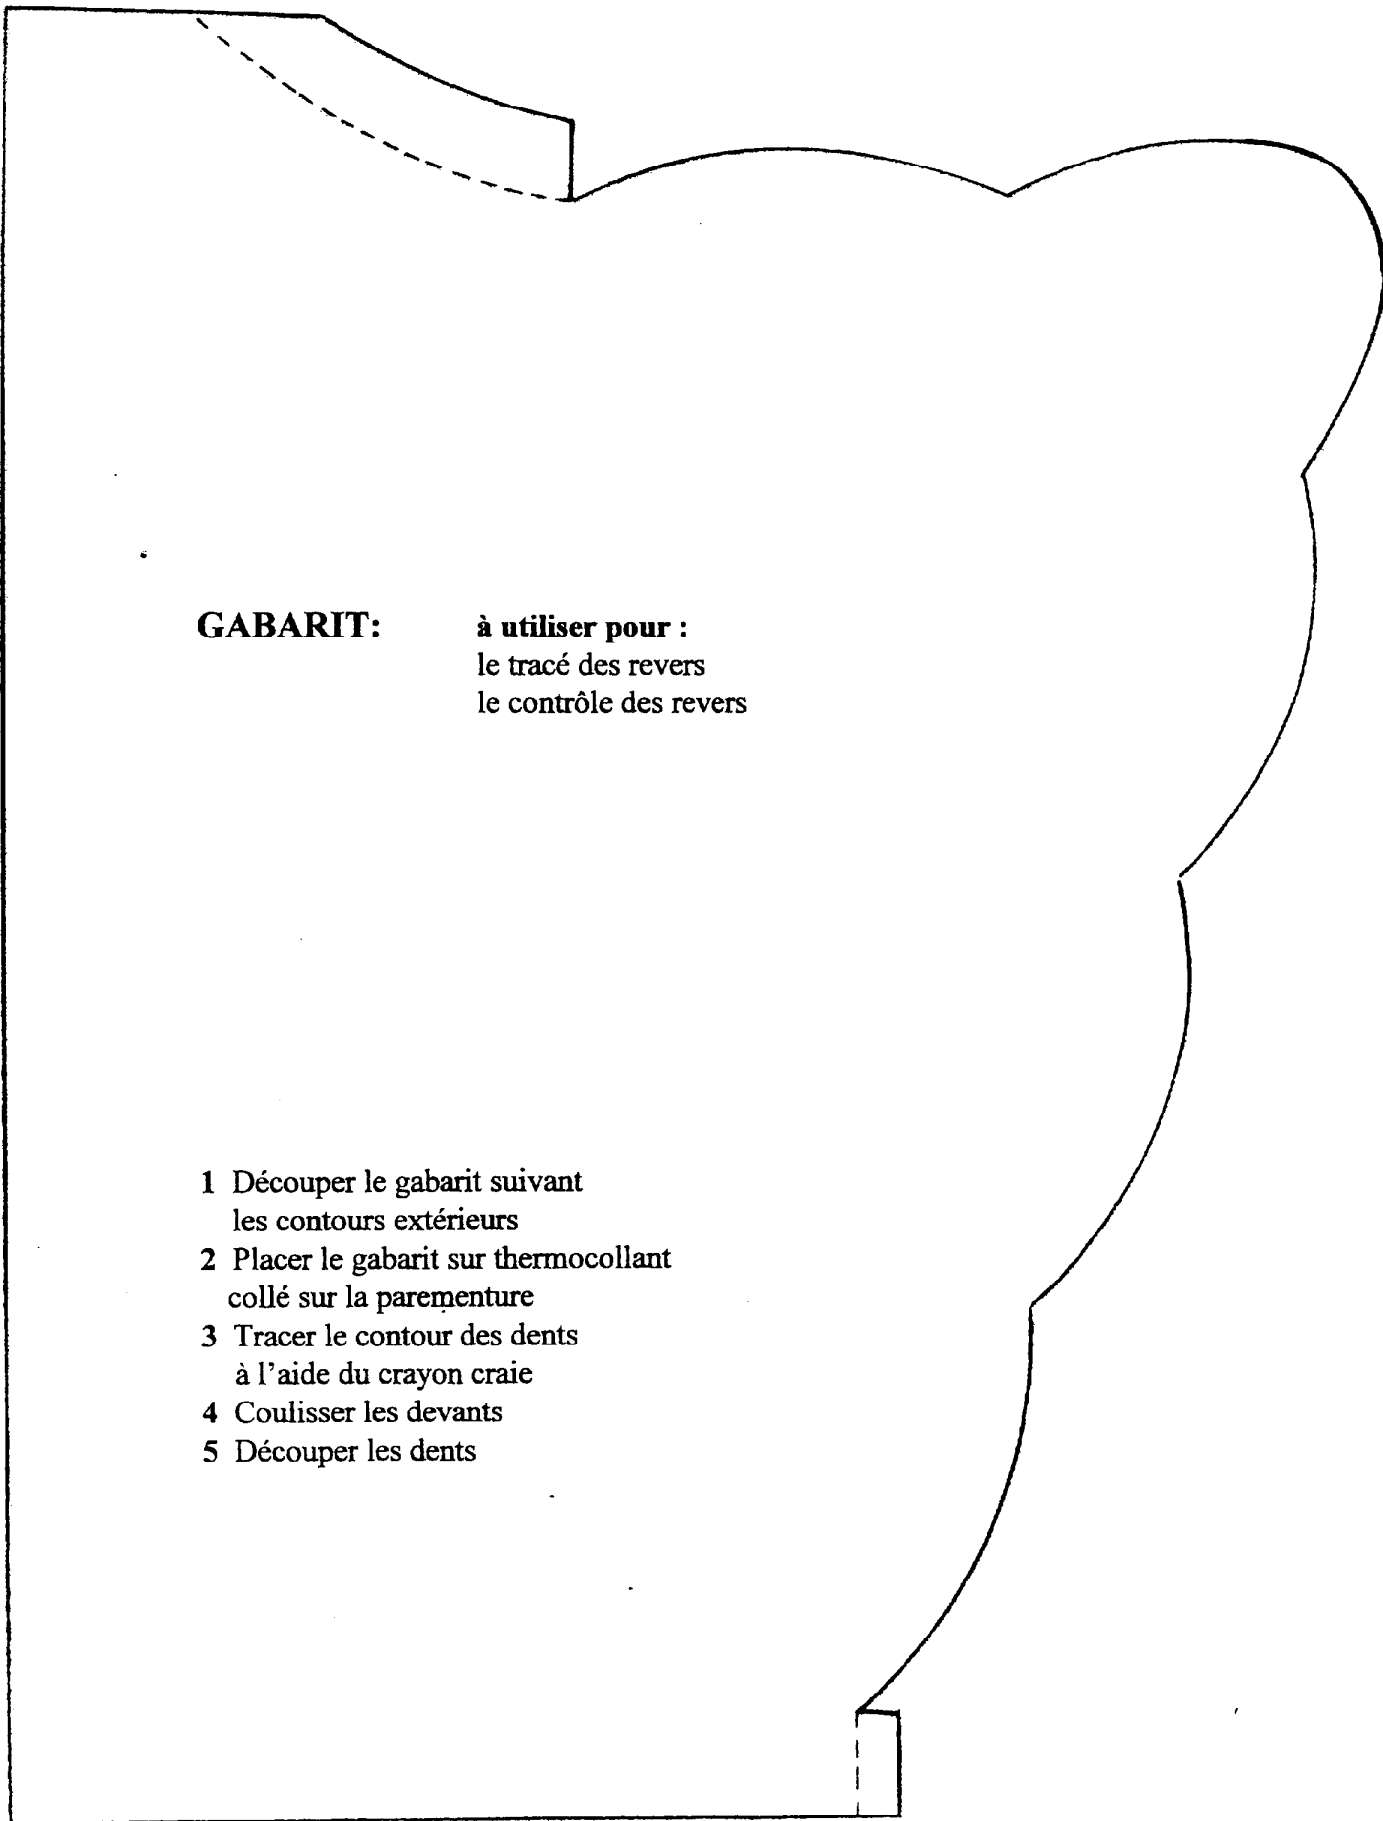 GABARIT: à utiliser pour :
le tracé des revers
le contrôle des revers
1 Découper le gabarit suivant
les contours extérieurs
2 Placer le gabarit sur thermocollant
collé sur la parementure
3 Tracer le contour des dents
à l'aide du crayon craie
4 Coulisser les devants
5 Découper les dents